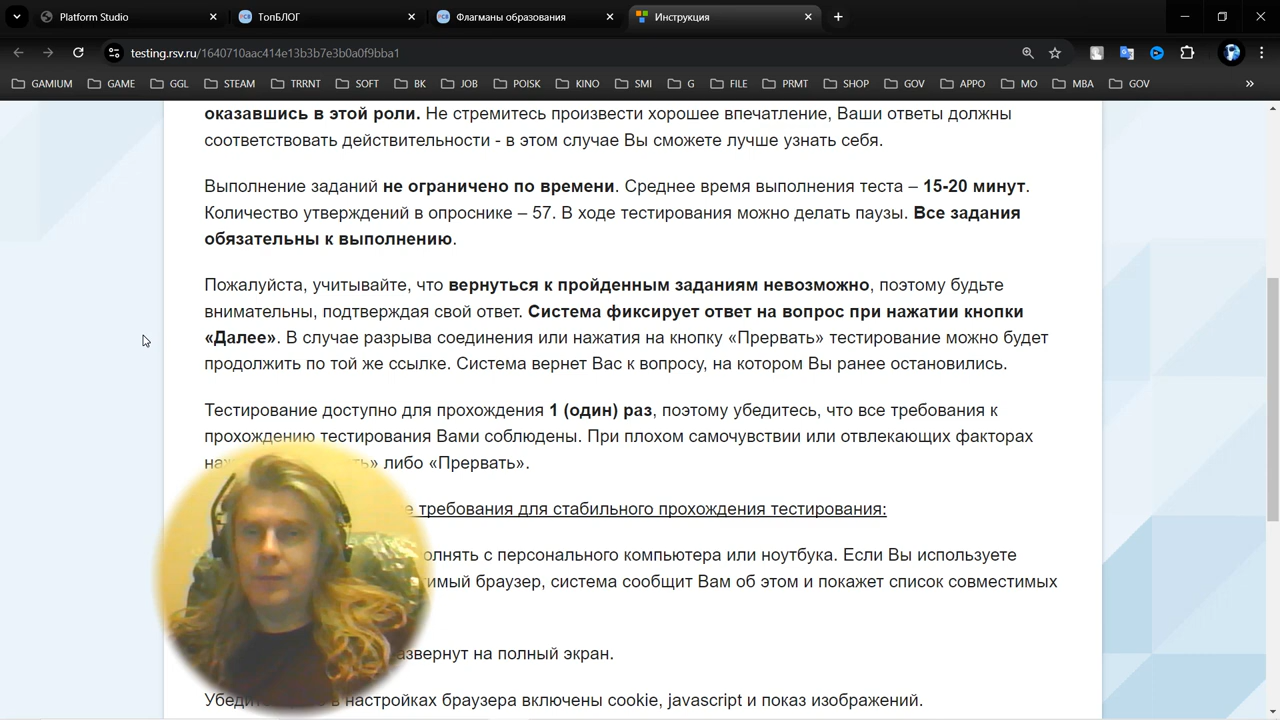 Platform Studio
ТопБЛОГ
Флагманы образования
Инструкция
testing.rsv.ru/1640710aac414e13b3b7e3b0a0f9bba1
GAMIUM GAME GGL STEAM TRRNT SOFT BK JOB POISK KINO SMI G FILE PRMT SHOP GOV APPO MO MBA GOV
оказавшись в этой роли. Не стремитесь произвести хорошее впечатление, Ваши ответы должны
соответствовать действительности - в этом случае Вы сможете лучше узнать себя.
Выполнение заданий не ограничено по времени. Среднее время выполнения теста – 15-20 минут.
Количество утверждений в опроснике – 57. В ходе тестирования можно делать паузы. Все задания
обязательны к выполнению.
Пожалуйста, учитывайте, что вернуться к пройденным заданиям невозможно, поэтому будьте
внимательны, подтверждая свой ответ. Система фиксирует ответ на вопрос при нажатии кнопки
«Далее». В случае разрыва соединения или нажатия на кнопку «Прервать» тестирование можно будет
продолжить по той же ссылке. Система вернет Вас к вопросу, на котором Вы ранее остановились.
Тестирование доступно для прохождения 1 (один) раз, поэтому убедитесь, что все требования к
прохождению тестирования Вами соблюдены. При плохом самочувствии или отвлекающих факторах
либо «Прервать».
требования для стабильного прохождения тестирования:
с персонального компьютера или ноутбука. Если Вы используете
браузер, система сообщит Вам об этом и покажет список совместимых
на полный экран.
в настройках браузера включены cookie, javascript и показ изображений.